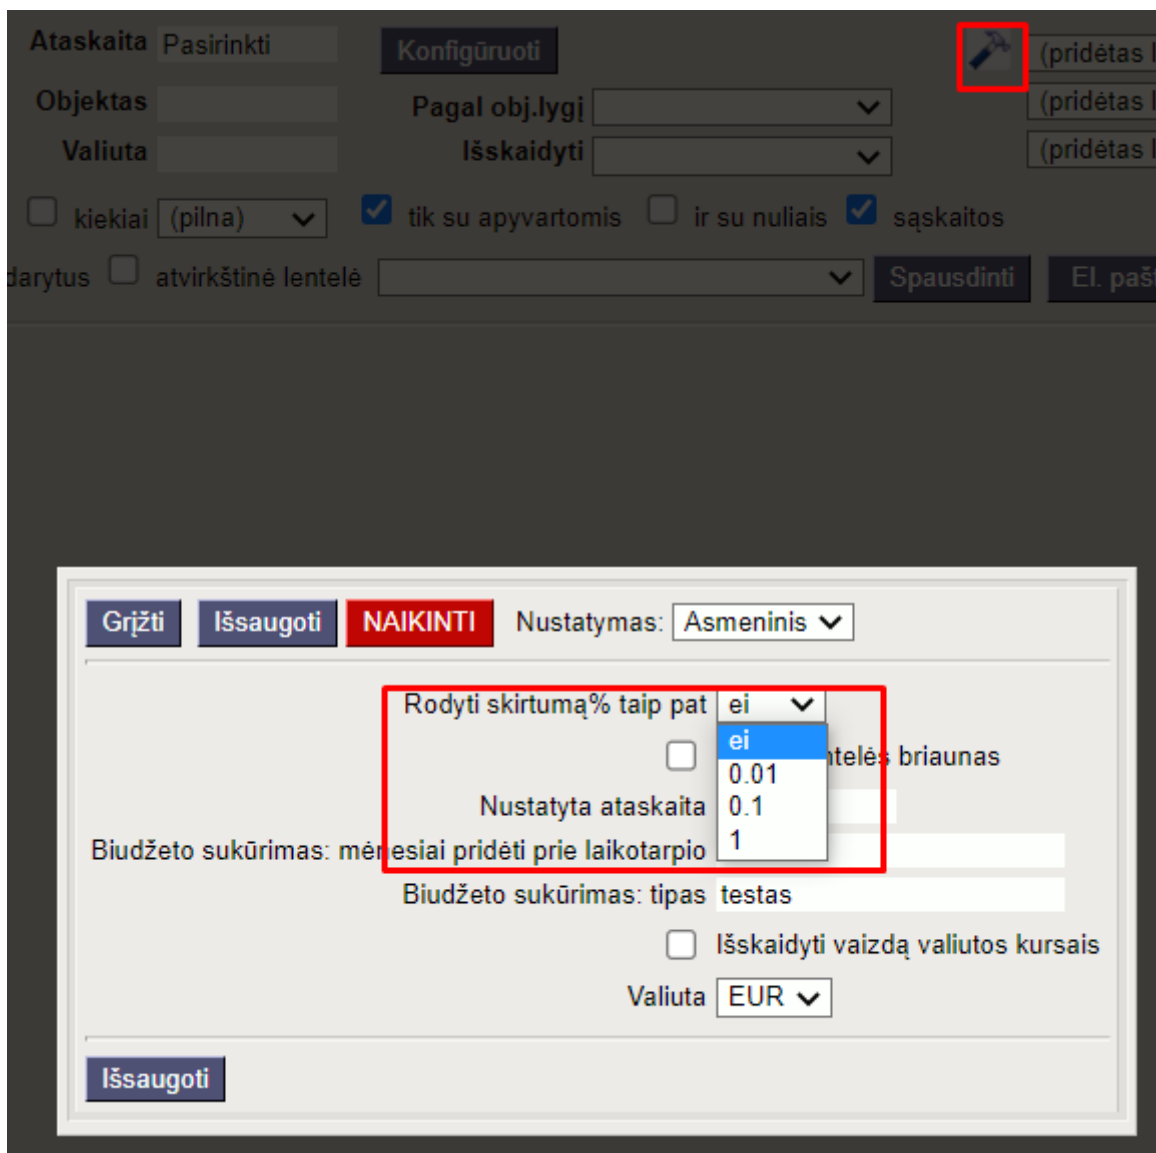 Ataskaita Pasirinkti Konfigūruoti (pridėtas
Objektas Pagal obj.lygį (pridėtas
Valiuta Išskaidyti (pridėtas
kiekiai (pilna) tik su apyvartomis ir su nuliais sąskaitos
darytus atvirkštinė lentelė Spausdinti El. pašt
Grįžti Išsaugoti NAIKINTI Nustatymas: Asmeninis
Rodyti skirtumą% taip pat ei
ei
ntelės briaunas
0.01
Nustatyta ataskaita 0.1
Biudžeto sukūrimas: mėnesiai pridėti prie laikotarpio 1
Biudžeto sukūrimas: tipas testas
Išskaidyti vaizdą valiutos kursais
Valiuta EUR
Išsaugoti